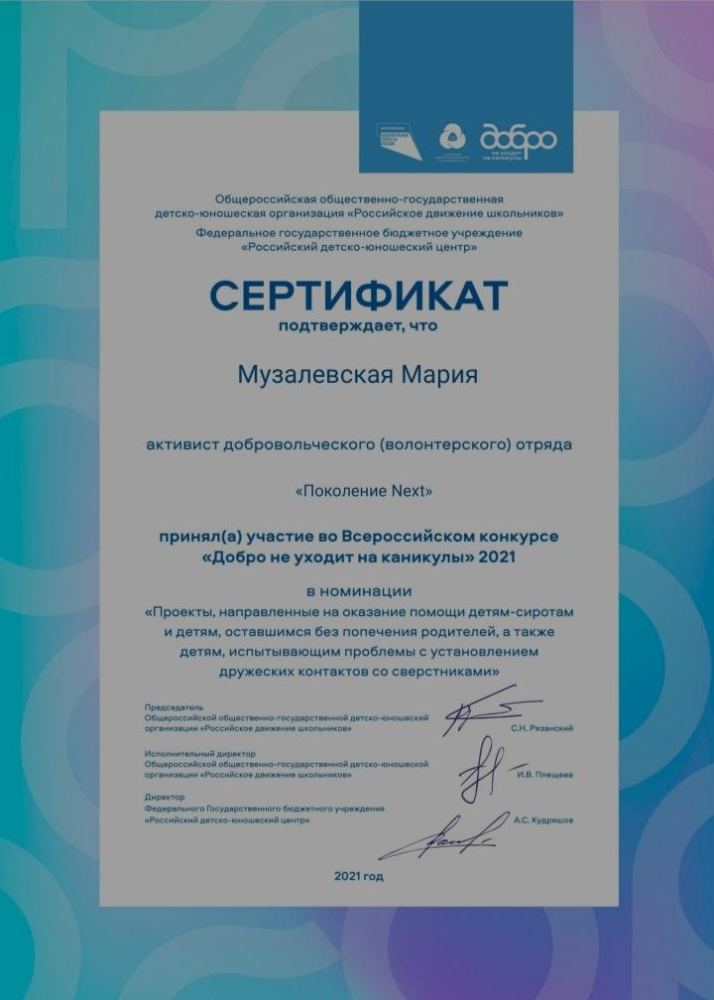 ОБРАЗОВАНИЕ
НАЦИОНАЛЬНЫЕ
ПРОЕКТЫ
РОССИИ
добро
не уходит
на каникулы
Общероссийская общественно-государственная
детско-юношеская организация «Российское движение школьников»
Федеральное государственное бюджетное учреждение
«Российский детско-юношеский центр»
СЕРТИФИКАТ
подтверждает, что
Музалевская Мария
активист добровольческого (волонтерского) отряда
«Поколение Next»
принял(а) участие во Всероссийском конкурсе
«Добро не уходит на каникулы» 2021
в номинации
«Проекты, направленные на оказание помощи детям-сиротам
и детям, оставшимся без попечения родителей, а также
детям, испытывающим проблемы с установлением
дружеских контактов со сверстниками»
Председатель
Общероссийской общественно-государственной детско-юношеский
организации «Российское движение школьников»
С.Н. Рязанский
Исполнительный директор
Общероссийской общественно-государственной детско-юношеской
организации «Российское движение школьников»
И.В. Плещева
Директор
Федерального Государственного бюджетного учреждения
«Российский детско-юношеский центр»
А.С. Кудряшов
2021 год